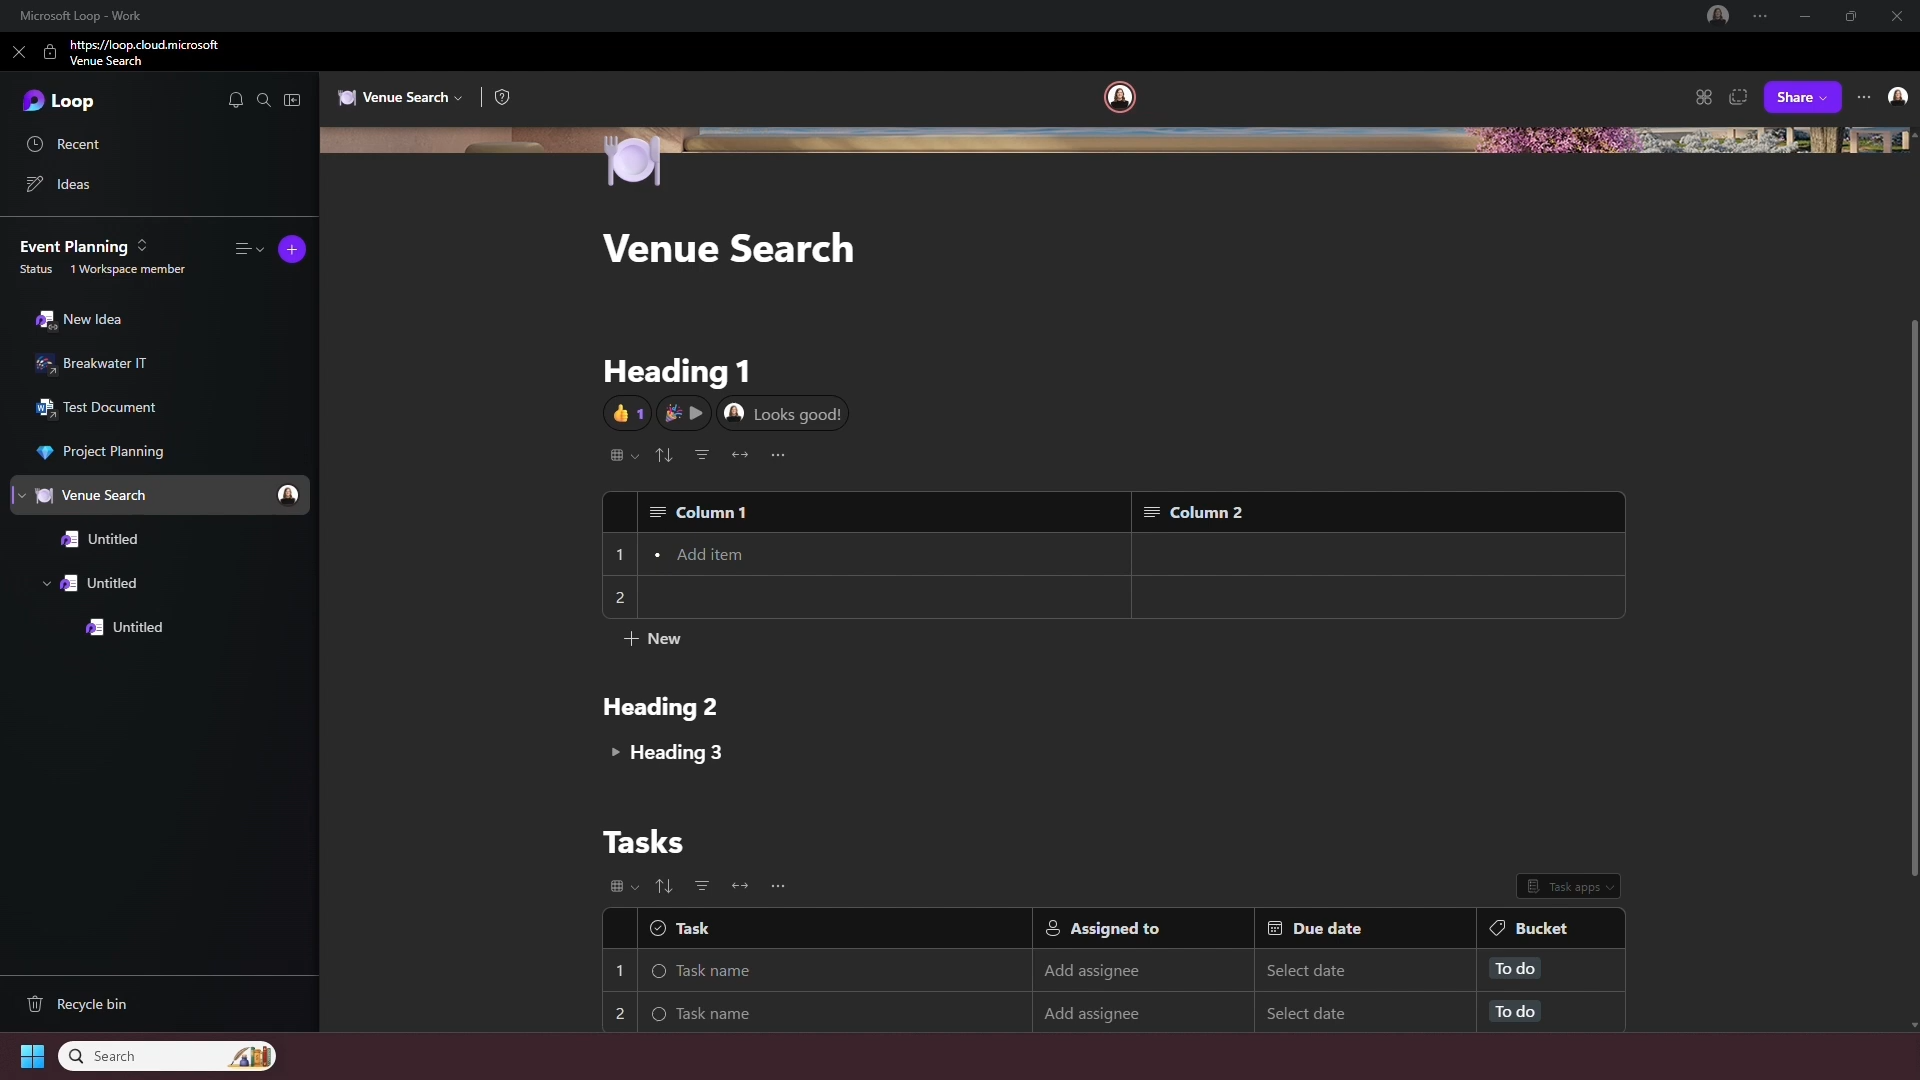 Microsoft Loop - Work
https://loop.cloud.microsoft
Venue Search
Loop
Venue Search
Share
Recent
Ideas
Event Planning
Status 1 Workspace member
New Idea
Breakwater IT
Test Document
Project Planning
Venue Search
Untitled
Untitled
Untitled
Recycle bin
Venue Search
Heading 1
1
Looks good!
Column 1 Column 2
1 • Add item
2
New
Heading 2
Heading 3
Tasks
Task apps
Task Assigned to Due date Bucket
1 Task name Add assignee Select date To do
2 Task name Add assignee Select date To do
Search